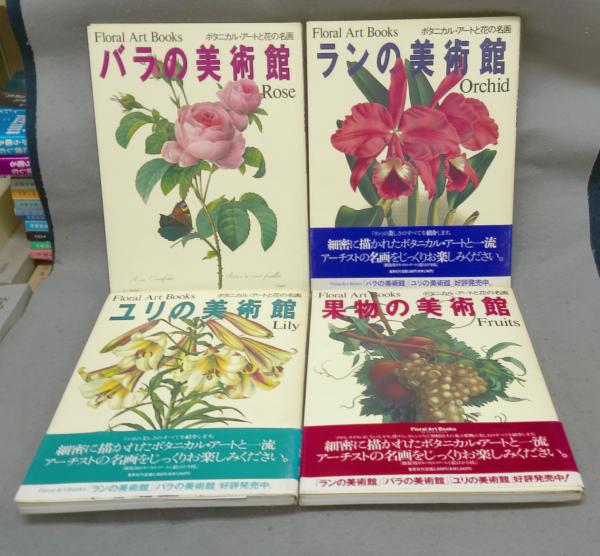 Floral Art Books
ボタニカル・アートと花の名画
バラの美術館
Rose
Floral Art Books
ボタニカル・アートと花の名画
ランの美術館
Orchid
細密に描かれたボタニカル・アートと一流
アーチストの名画をじっくりお楽しみください。
Floral Art Books 「バラの美術館」「ユリの美術館」好評発売中。
Floral Art Books
ボタニカル・アートと花の名画
ユリの美術館
Lily
細密に描かれたボタニカル・アートと一流
アーチストの名画をじっくりお楽しみください。
Floral Art Books 「ランの美術館」「バラの美術館」好評発売中。
Floral Art Books
ボタニカル・アートと花の名画
果物の美術館
Fruits
Floral Art Books
細密に描かれたボタニカル・アートと一流
アーチストの名画をじっくりお楽しみください。
「ランの美術館」「バラの美術館」「ユリの美術館」好評発売中!